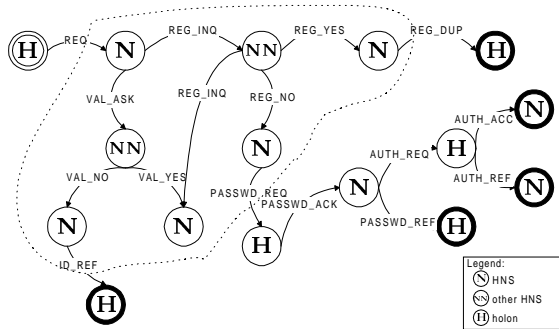 REG_INQ
REG_YES
REG_DUP
H
REQ
N
NN
N
H
REG_INQ
VAL_ASK
REG_NO
N
AUTH_ACC
NN
N
AUTH_REQ
H
VAL_NO
VAL_YES
N
AUTH_REF
N
PASSWD_REQ
PASSWD_ACK
N
N
PASSWD_REF
H
H
ID_REF
Legend:
N HNS
H
NN other HNS
H holon